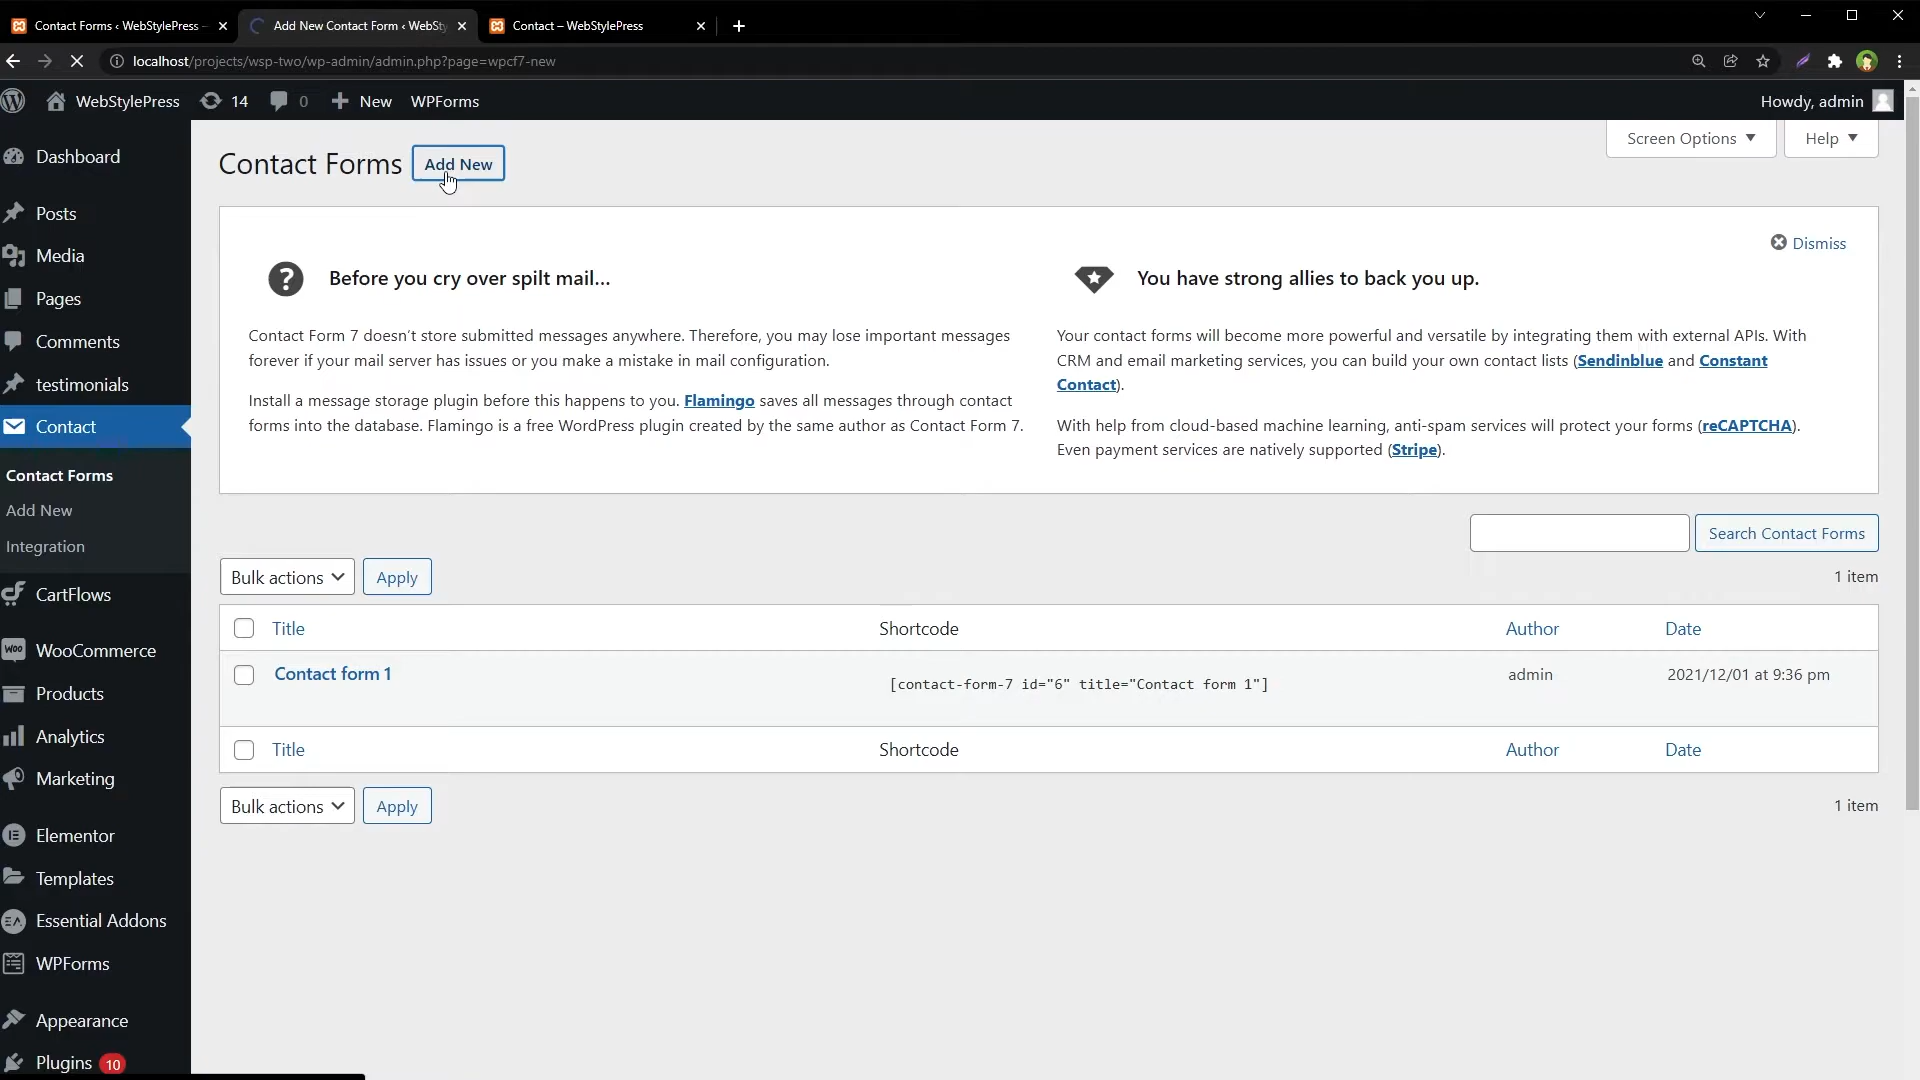 Contact Forms ‹ WebStylePress –
Add New Contact Form ‹ WebSty
Contact – WebStylePress
localhost/projects/wsp-two/wp-admin/admin.php?page=wpcf7-new
WebStylePress
14
0
New
WPForms
Howdy, admin
Screen Options
Help
Dashboard
Posts
Media
Pages
Comments
testimonials
Contact
Contact Forms
Add New
Integration
CartFlows
WooCommerce
Products
Analytics
Marketing
Elementor
Templates
Essential Addons
WPForms
Appearance
Plugins 10
Contact Forms
Add New
Dismiss
Before you cry over spilt mail…
Contact Form 7 doesn’t store submitted messages anywhere. Therefore, you may lose important messages
forever if your mail server has issues or you make a mistake in mail configuration.
Install a message storage plugin before this happens to you. Flamingo saves all messages through contact
forms into the database. Flamingo is a free WordPress plugin created by the same author as Contact Form 7.
You have strong allies to back you up.
Your contact forms will become more powerful and versatile by integrating them with external APIs. With
CRM and email marketing services, you can build your own contact lists (Sendinblue and Constant
Contact).
With help from cloud-based machine learning, anti-spam services will protect your forms (reCAPTCHA).
Even payment services are natively supported (Stripe).
Search Contact Forms
Bulk actions
Apply
1 item
Title
Shortcode
Author
Date
Contact form 1
[contact-form-7 id="6" title="Contact form 1"]
admin
2021/12/01 at 9:36 pm
Title
Shortcode
Author
Date
Bulk actions
Apply
1 item